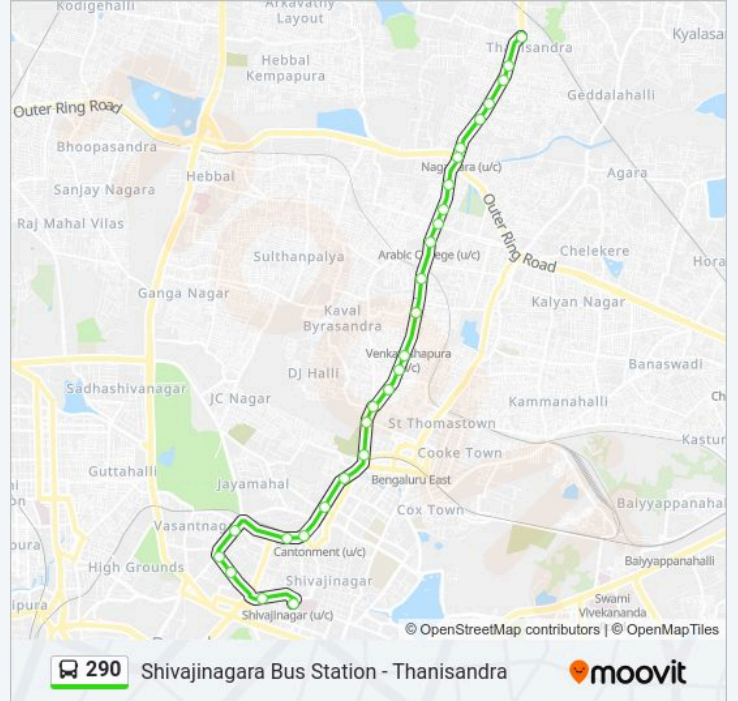 Kodigehalli
Arkavathy
Layout
Hebbal
Kempapura
Thanisandra
Kyalasa
Geddalahalli
Outer Ring Road
Bhoopasandra
Hebbal
Sanjay Nagara
Raj Mahal Vilas
Nagavara (u/c)
Agara
Outer Ring Road
Sulthanpalya
Arabic College (u/c)
Chelekere
Hora
Ganga Nagar
Kaval
Byrasandra
Kalyan Nagar
Venkateshapura
(u/c)
DJ Halli
Banaswadi
Sadhashivanagar
JC Nagar
Kammanahalli
Ch
St Thomastown
Kastur
Guttahalli
Cooke Town
Jayamahal
Bengaluru East
Cox Town
Baiyyappanahal
Vasantnagar
Cantonment (u/c)
High Grounds
Shivajinagar
Baiyyappanahalli
Swami
Vivekananda
Shivajinagar (u/c)
© OpenStreetMap contributors | © OpenMapTiles
290 Shivajinagara Bus Station - Thanisandra
moovit